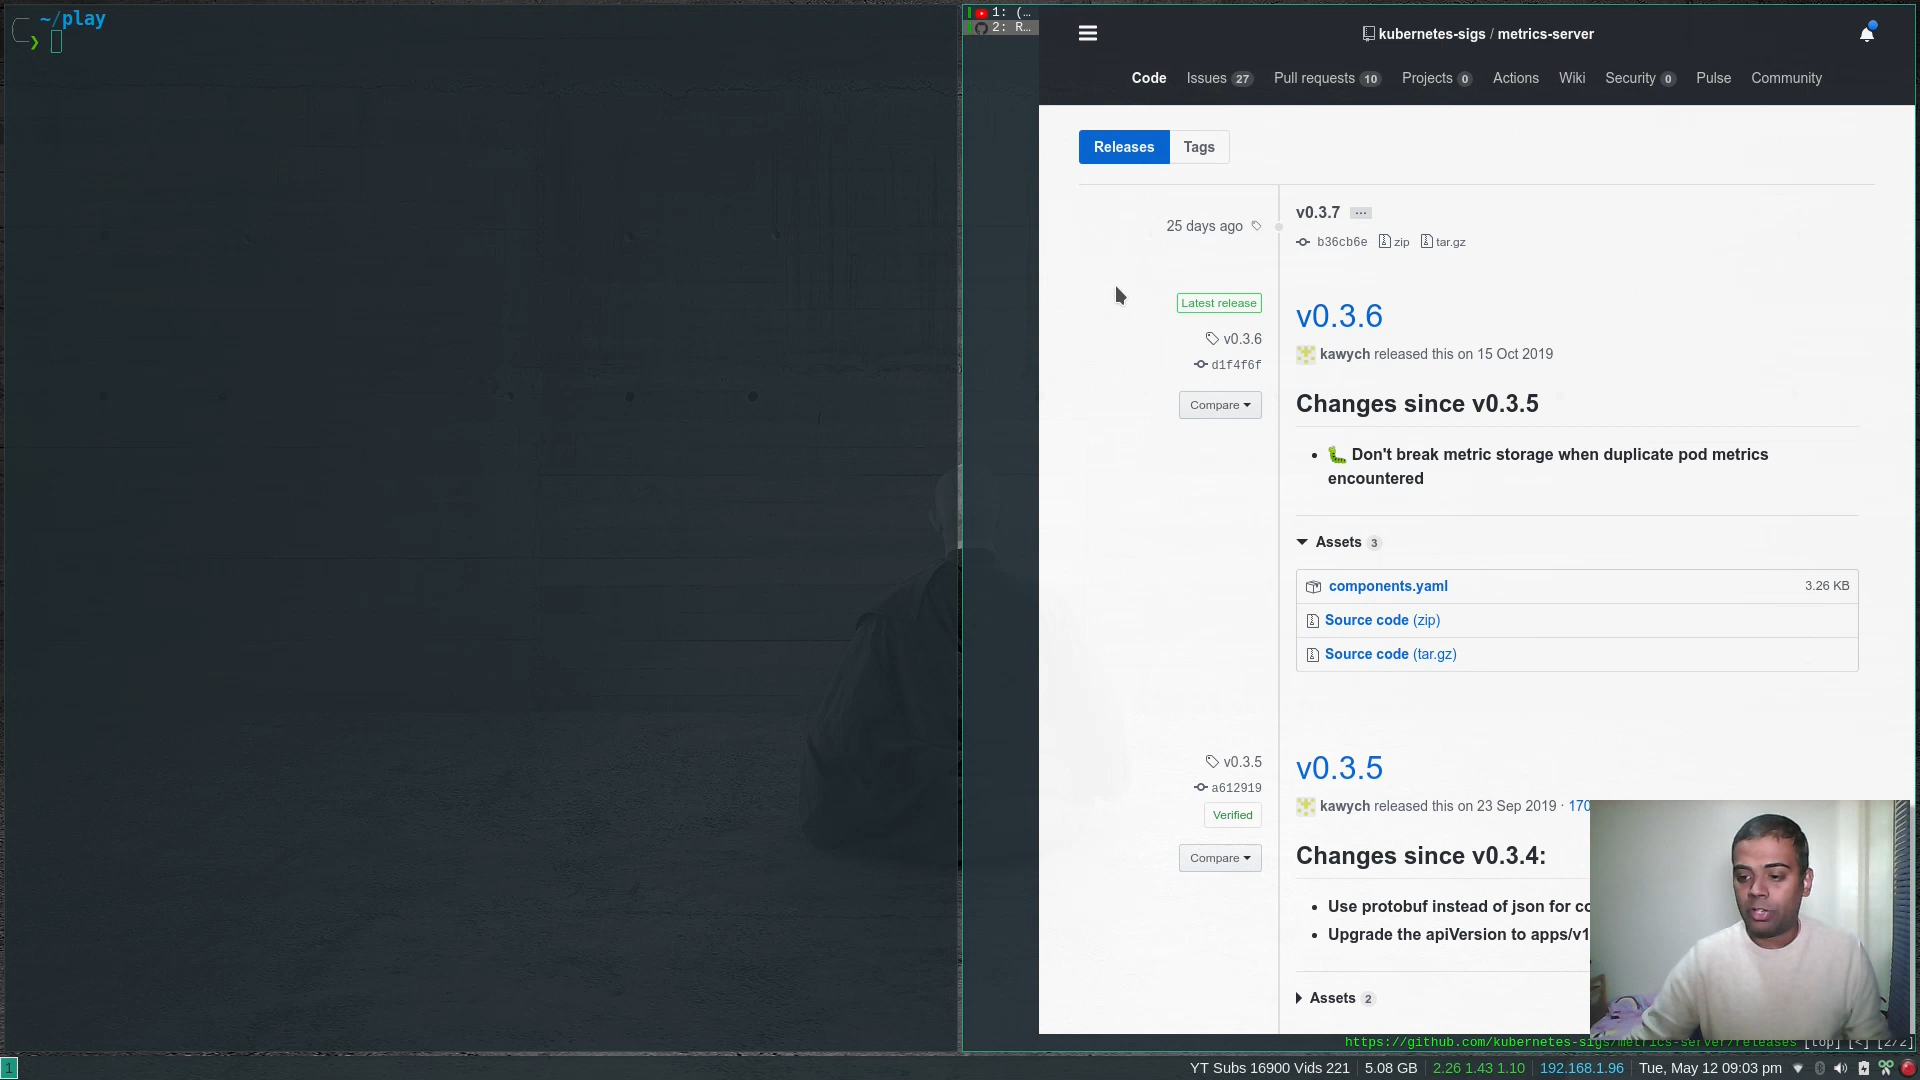 ~/play
❯
1: (…
2: R…
kubernetes-sigs / metrics-server
Code Issues 27 Pull requests 10 Projects 0 Actions Wiki Security 0 Pulse Community
Releases Tags
v0.3.7 …
25 days ago
b36cb6e zip tar.gz
Latest release
v0.3.6
v0.3.6
d1f4f6f
kawych released this on 15 Oct 2019
Compare
Changes since v0.3.5
• 🐛 Don't break metric storage when duplicate pod metrics
encountered
Assets 3
components.yaml 3.26 KB
Source code (zip)
Source code (tar.gz)
v0.3.5
v0.3.5
a612919
Verified
kawych released this on 23 Sep 2019 · 170
Compare
Changes since v0.3.4:
• Use protobuf instead of json for co
• Upgrade the apiVersion to apps/v1
Assets 2
https://github.com/kubernetes-sigs/metrics-server/releases [top] [<] [2/2]
1
YT Subs 16900 Vids 221 5.08 GB 2.26 1.43 1.10 192.168.1.96 Tue, May 12 09:03 pm